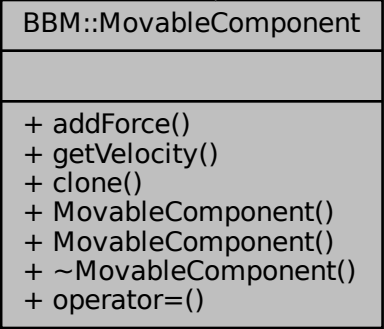 BBM::MovableComponent
+ addForce()
+ getVelocity()
+ clone()
+ MovableComponent()
+ MovableComponent()
+ ~MovableComponent()
+ operator=()